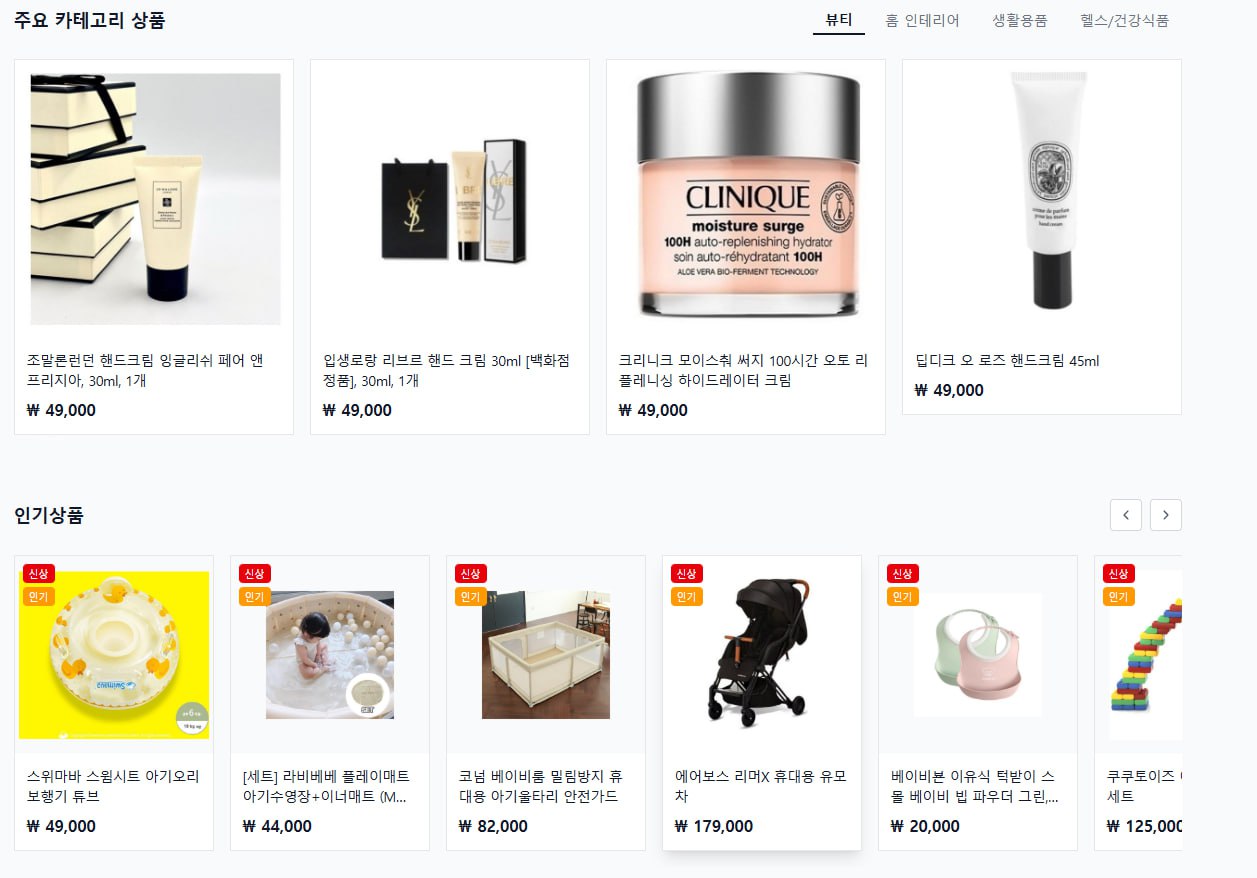 주요 카테고리 상품
뷰티 홈 인테리어 생활용품 헬스/건강식품
CLINIQUE
moisture surge
100H auto-replenishing hydrator
soin auto-réhydratant 100H
ALOE VERA BIO-FERMENT TECHNOLOGY
조말론런던 핸드크림 잉글리쉬 페어 앤
프리지아, 30ml, 1개
₩ 49,000
입생로랑 리브르 핸드 크림 30ml [백화점
정품], 30ml, 1개
₩ 49,000
크리니크 모이스춰 써지 100시간 오토 리
플레니싱 하이드레이터 크림
₩ 49,000
딥디크 오 로즈 핸드크림 45ml
₩ 49,000
인기상품
신상
인기
스위마바 스윔시트 아기오리
보행기 튜브
₩ 49,000
신상
인기
[세트] 라비베베 플레이매트
아기수영장+이너매트 (M...
₩ 44,000
신상
인기
코넘 베이비룸 밀림방지 휴
대용 아기울타리 안전가드
₩ 82,000
신상
인기
에어보스 리머X 휴대용 유모
차
₩ 179,000
신상
인기
베이비뵨 이유식 턱받이 스
몰 베이비 빕 파우더 그린,...
₩ 20,000
신상
인기
쿠쿠토이즈
세트
₩ 125,000